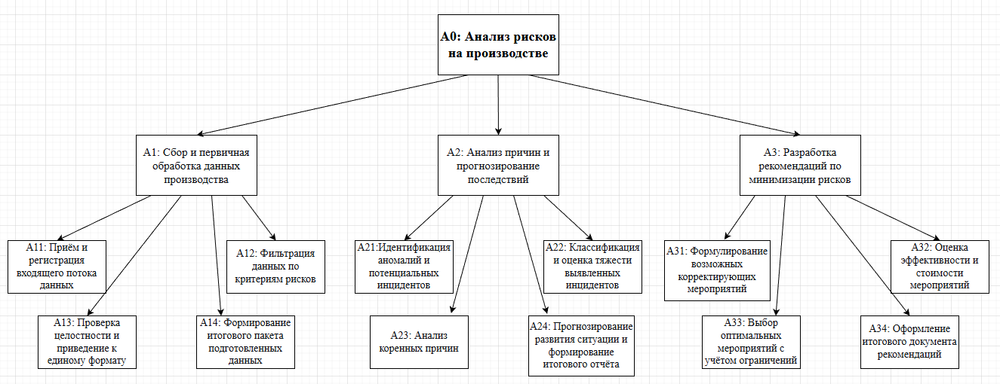 А0: Анализ рисков
на производстве
А1: Сбор и первичная
обработка данных
производства
А2: Анализ причин и
прогнозирование
последствий
А3: Разработка
рекомендаций по
минимизации рисков
А11: Приём и
регистрация
входящего потока
данных
А12: Фильтрация
данных по
критериям рисков
А21:Идентификация
аномалий и
потенциальных
инцидентов
А22: Классификация
и оценка тяжести
выявленных
инцидентов
А31: Формулирование
возможных
корректирующих
мероприятий
А32: Оценка
эффективности и
стоимости
мероприятий
А13: Проверка
целостности и
приведение к
единому формату
А14: Формирование
итогового пакета
подготовленных
данных
А23: Анализ
коренных причин
А24: Прогнозирование
развития ситуации и
формирование
итогового отчёта
А33: Выбор
оптимальных
мероприятий с
учётом ограничений
А34: Оформление
итогового документа
рекомендаций